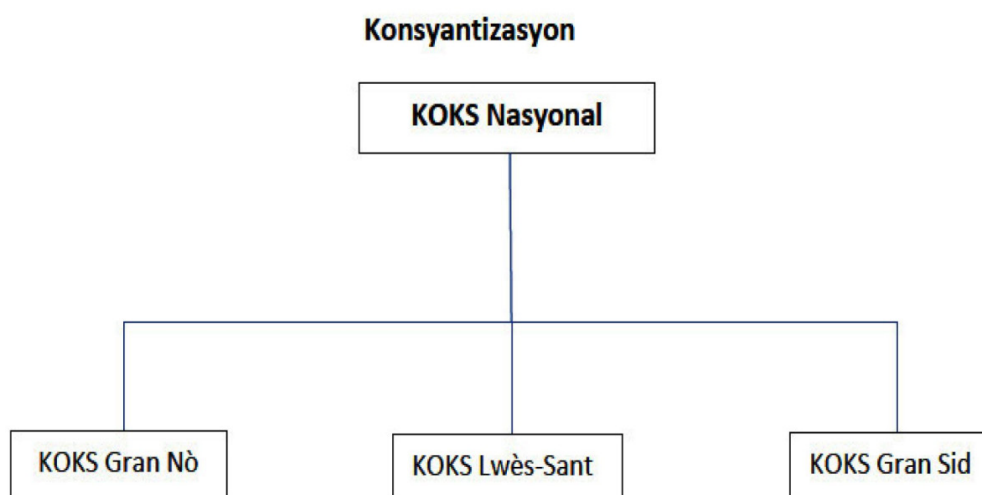 Konsyantizasyon
KOKS Nasyonal
KOKS Gran Nò
KOKS Lwès-Sant
KOKS Gran Sid